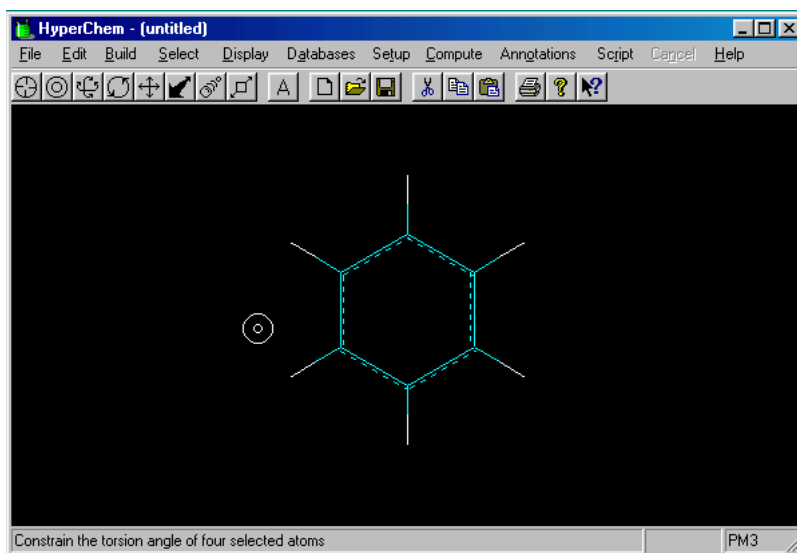 HyperChem - (untitled)
File Edit Build Select Display Databases Setup Compute Annotations Script Cancel Help
A ? ?
Constrain the torsion angle of four selected atoms PM3